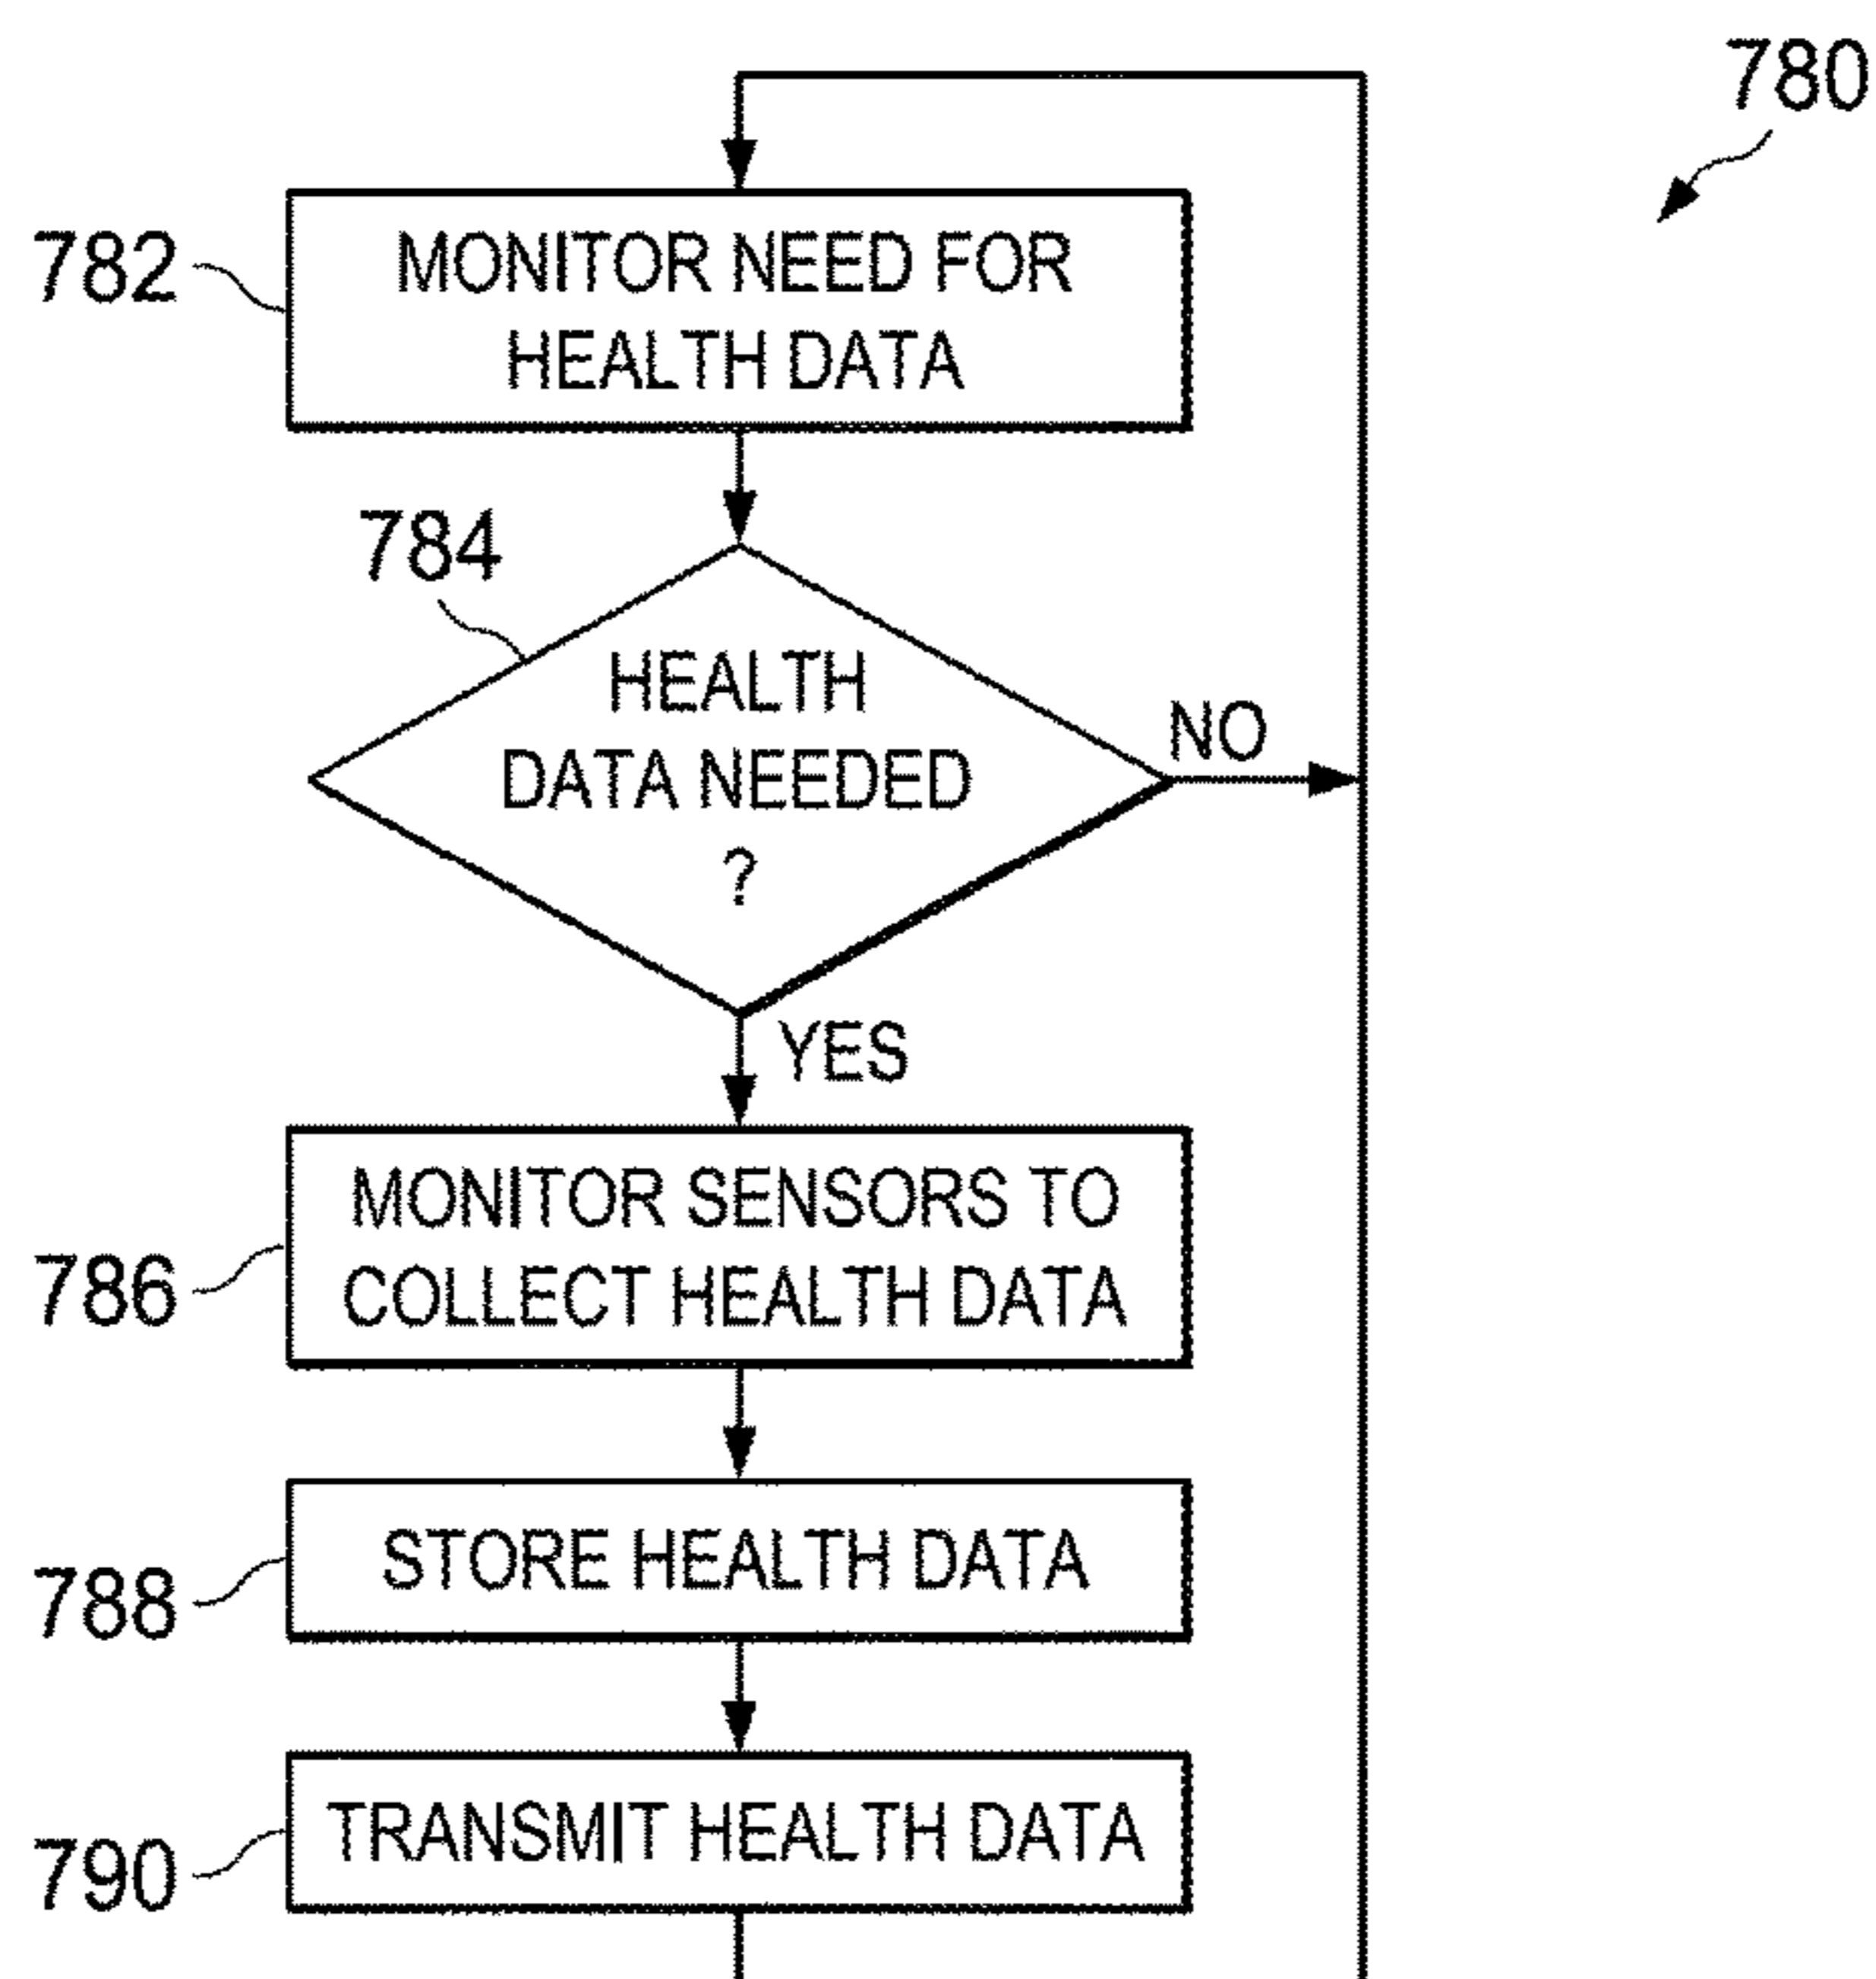 780
782
MONITOR NEED FOR
HEALTH DATA
784
HEALTH
DATA NEEDED
?
NO
YES
786
MONITOR SENSORS TO
COLLECT HEALTH DATA
788
STORE HEALTH DATA
790
TRANSMIT HEALTH DATA